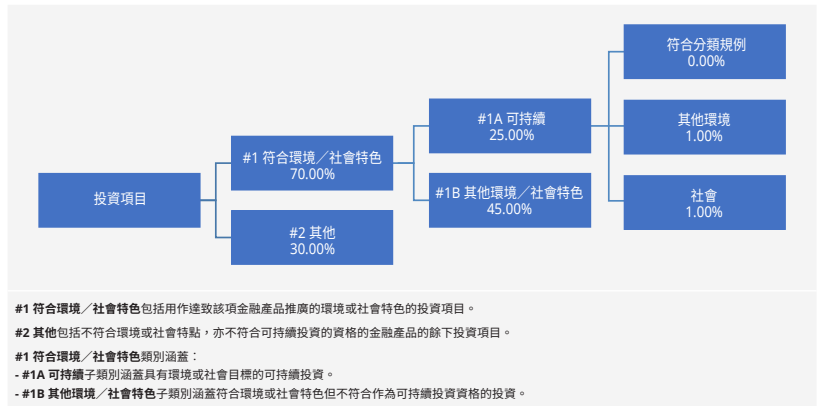 投資項目
#1 符合環境／社會特色
70.00%
#2 其他
30.00%
#1A 可持續
25.00%
#1B 其他環境／社會特色
45.00%
符合分類規例
0.00%
其他環境
1.00%
社會
1.00%
#1 符合環境／社會特色包括用作達致該項金融產品推廣的環境或社會特色的投資項目。
#2 其他包括不符合環境或社會特點，亦不符合可持續投資的資格的金融產品的餘下投資項目。
#1 符合環境／社會特色類別涵蓋：
- #1A 可持續子類別涵蓋具有環境或社會目標的可持續投資。
- #1B 其他環境／社會特色子類別涵蓋符合環境或社會特色但不符合作為可持續投資資格的投資。